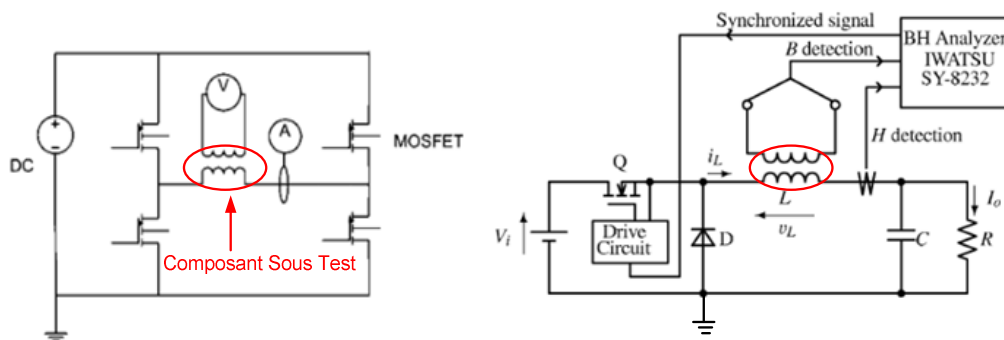 V
A
+
−
DC
MOSFET
Composant Sous Test
Synchronized signal
BH Analyzer
IWATSU
SY-8232
B detection
H detection
Q
i_L
L
v_L
V_i
Drive
Circuit
D
C
R
I_o